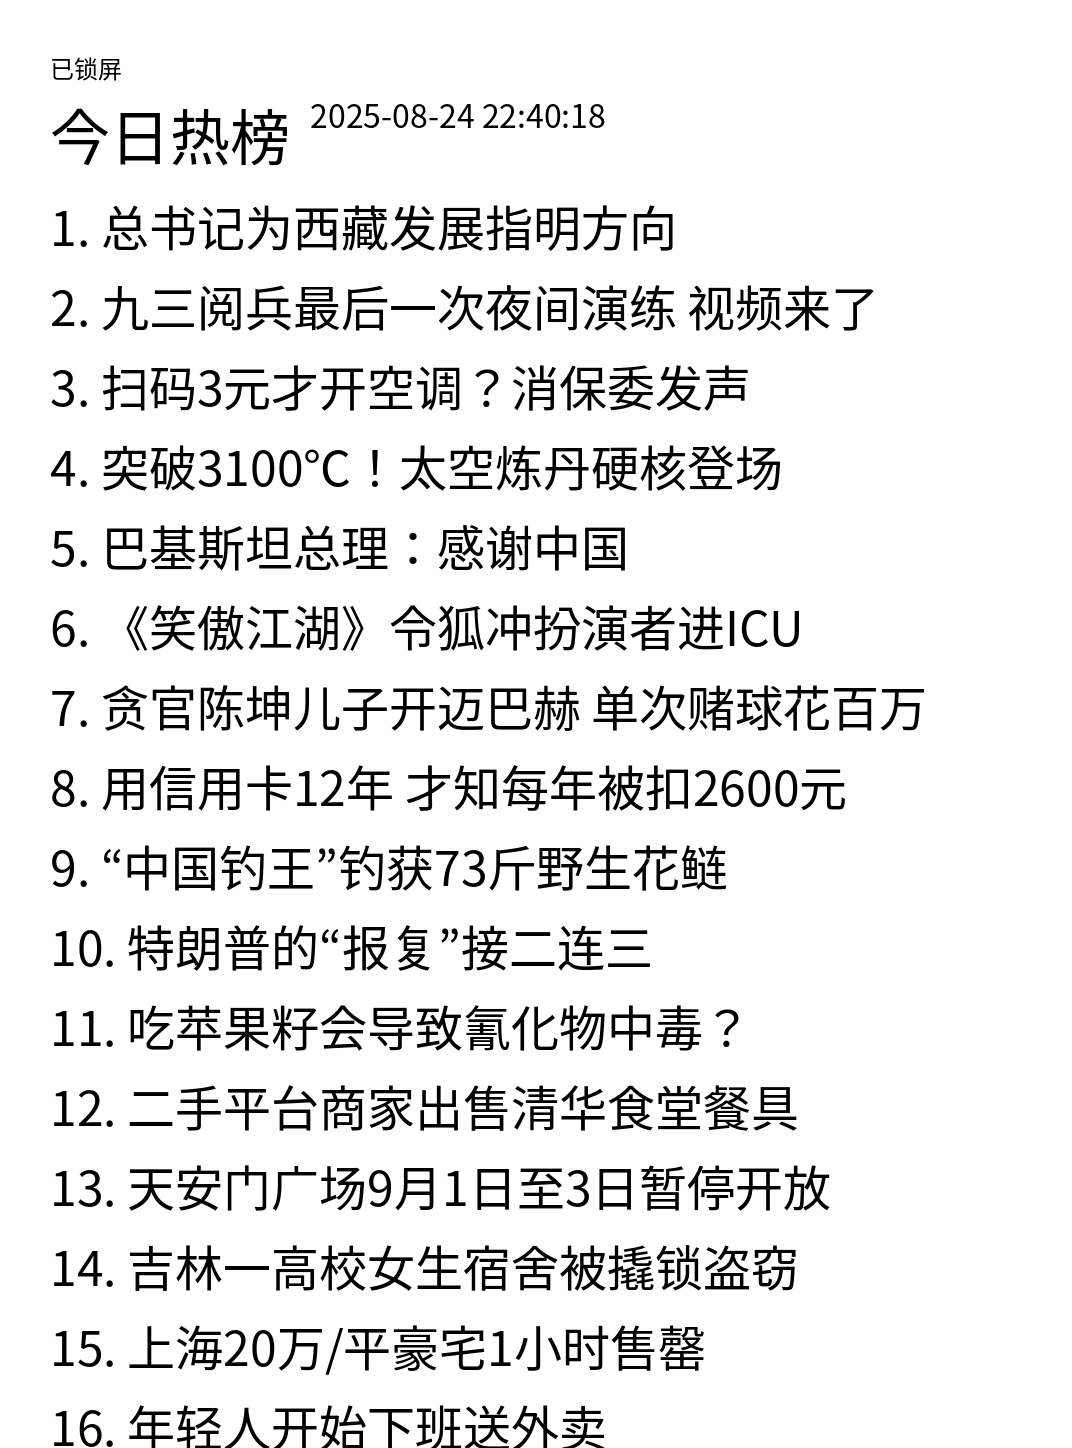 已锁屏
今日热榜 2025-08-24 22:40:18
1. 总书记为西藏发展指明方向
2. 九三阅兵最后一次夜间演练 视频来了
3. 扫码3元才开空调？消保委发声
4. 突破3100℃！太空炼丹硬核登场
5. 巴基斯坦总理：感谢中国
6. 《笑傲江湖》令狐冲扮演者进ICU
7. 贪官陈坤儿子开迈巴赫 单次赌球花百万
8. 用信用卡12年 才知每年被扣2600元
9. “中国钓王”钓获73斤野生花鲢
10. 特朗普的“报复”接二连三
11. 吃苹果籽会导致氰化物中毒？
12. 二手平台商家出售清华食堂餐具
13. 天安门广场9月1日至3日暂停开放
14. 吉林一高校女生宿舍被撬锁盗窃
15. 上海20万/平豪宅1小时售罄
16. 年轻人开始下班送外卖